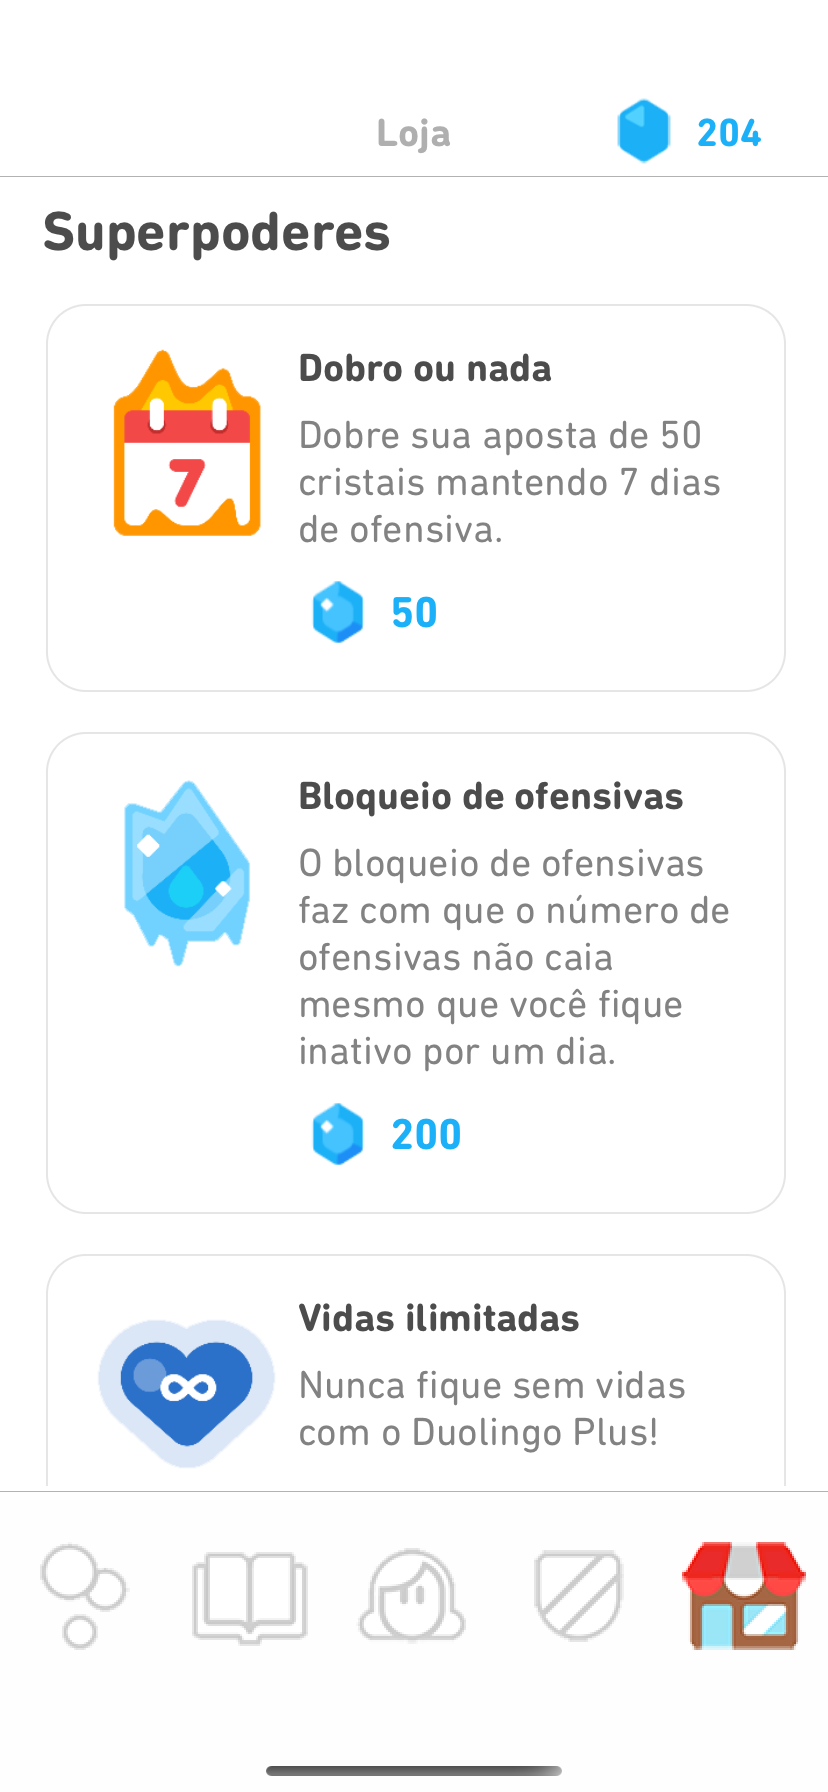 Loja
204
Superpoderes
Dobro ou nada
Dobre sua aposta de 50
cristais mantendo 7 dias
de ofensiva.
7
50
Bloqueio de ofensivas
O bloqueio de ofensivas
faz com que o número de
ofensivas não caia
mesmo que você fique
inativo por um dia.
200
Vidas ilimitadas
Nunca fique sem vidas
com o Duolingo Plus!